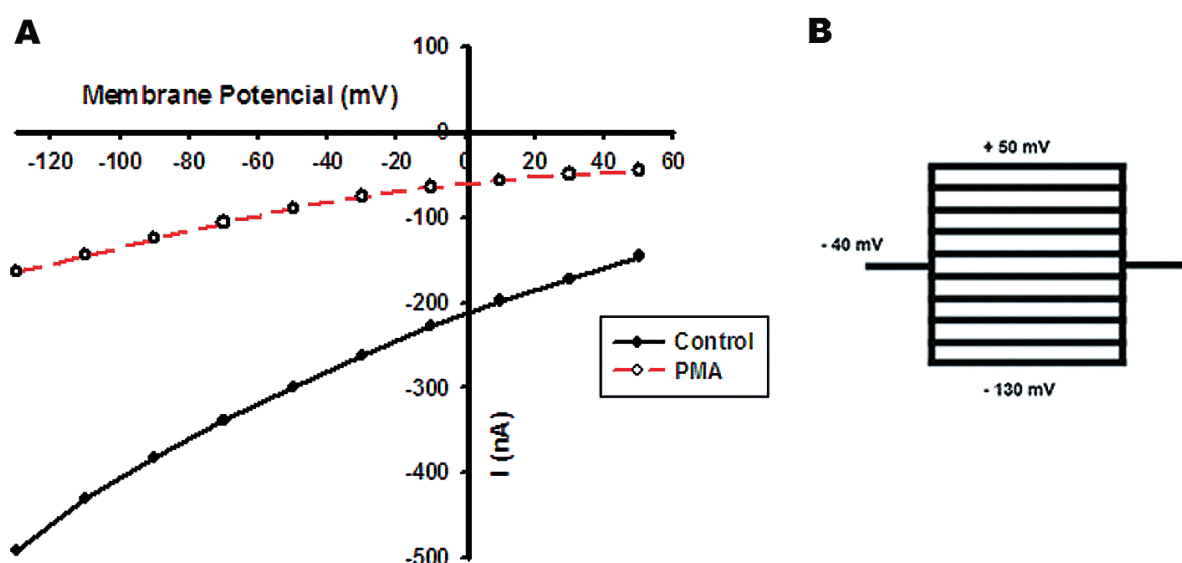 A
B
100
Membrane Potencial (mV)
0
-120 -100 -80 -60 -40 -20 0 20 40 60
-100
-200
-300
-400
-500
I (nA)
Control
PMA
+ 50 mV
- 40 mV
- 130 mV